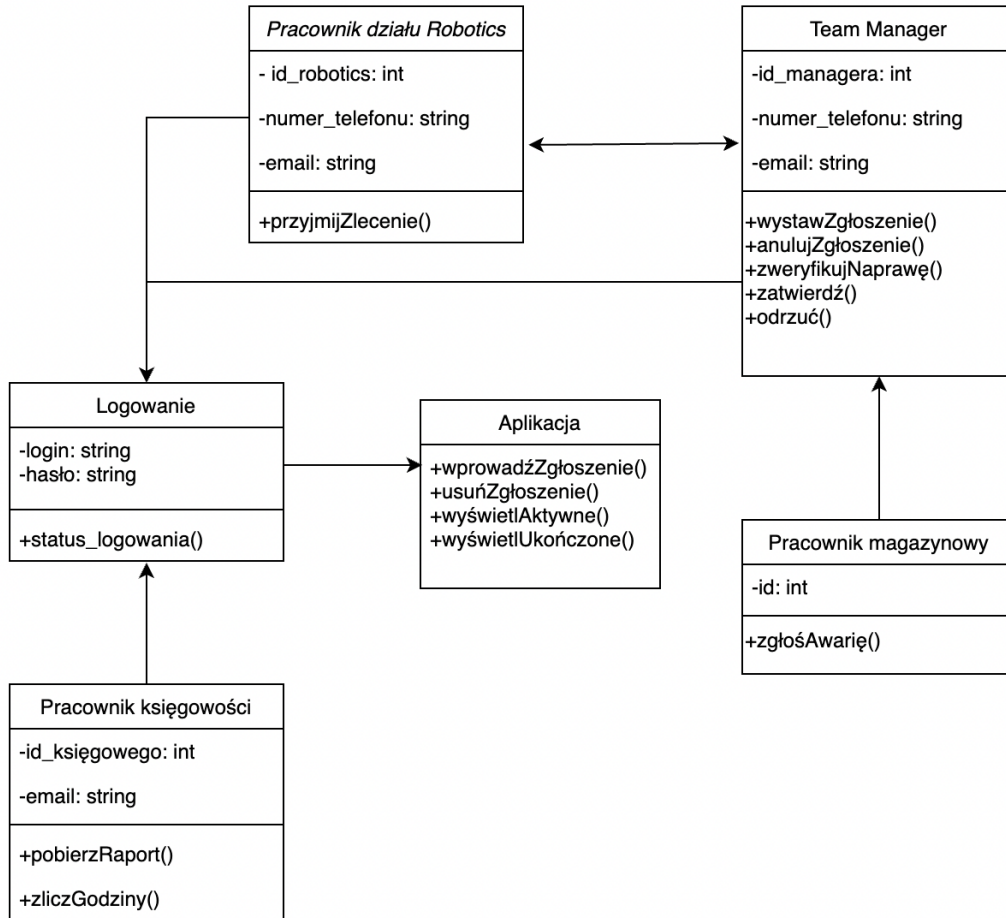 Pracownik działu Robotics
- id_robotics: int
-numer_telefonu: string
-email: string
+przyjmijZlecenie()
Team Manager
-id_managera: int
-numer_telefonu: string
-email: string
+wystawZgłoszenie()
+anulujZgłoszenie()
+zweryfikujNaprawę()
+zatwierdź()
+odrzuć()
Logowanie
-login: string
-hasło: string
+status_logowania()
Aplikacja
+wprowadźZgłoszenie()
+usuńZgłoszenie()
+wyświetlAktywne()
+wyświetlUkończone()
Pracownik magazynowy
-id: int
+zgłośAwarię()
Pracownik księgowości
-id_księgowego: int
-email: string
+pobierzRaport()
+zliczGodziny()